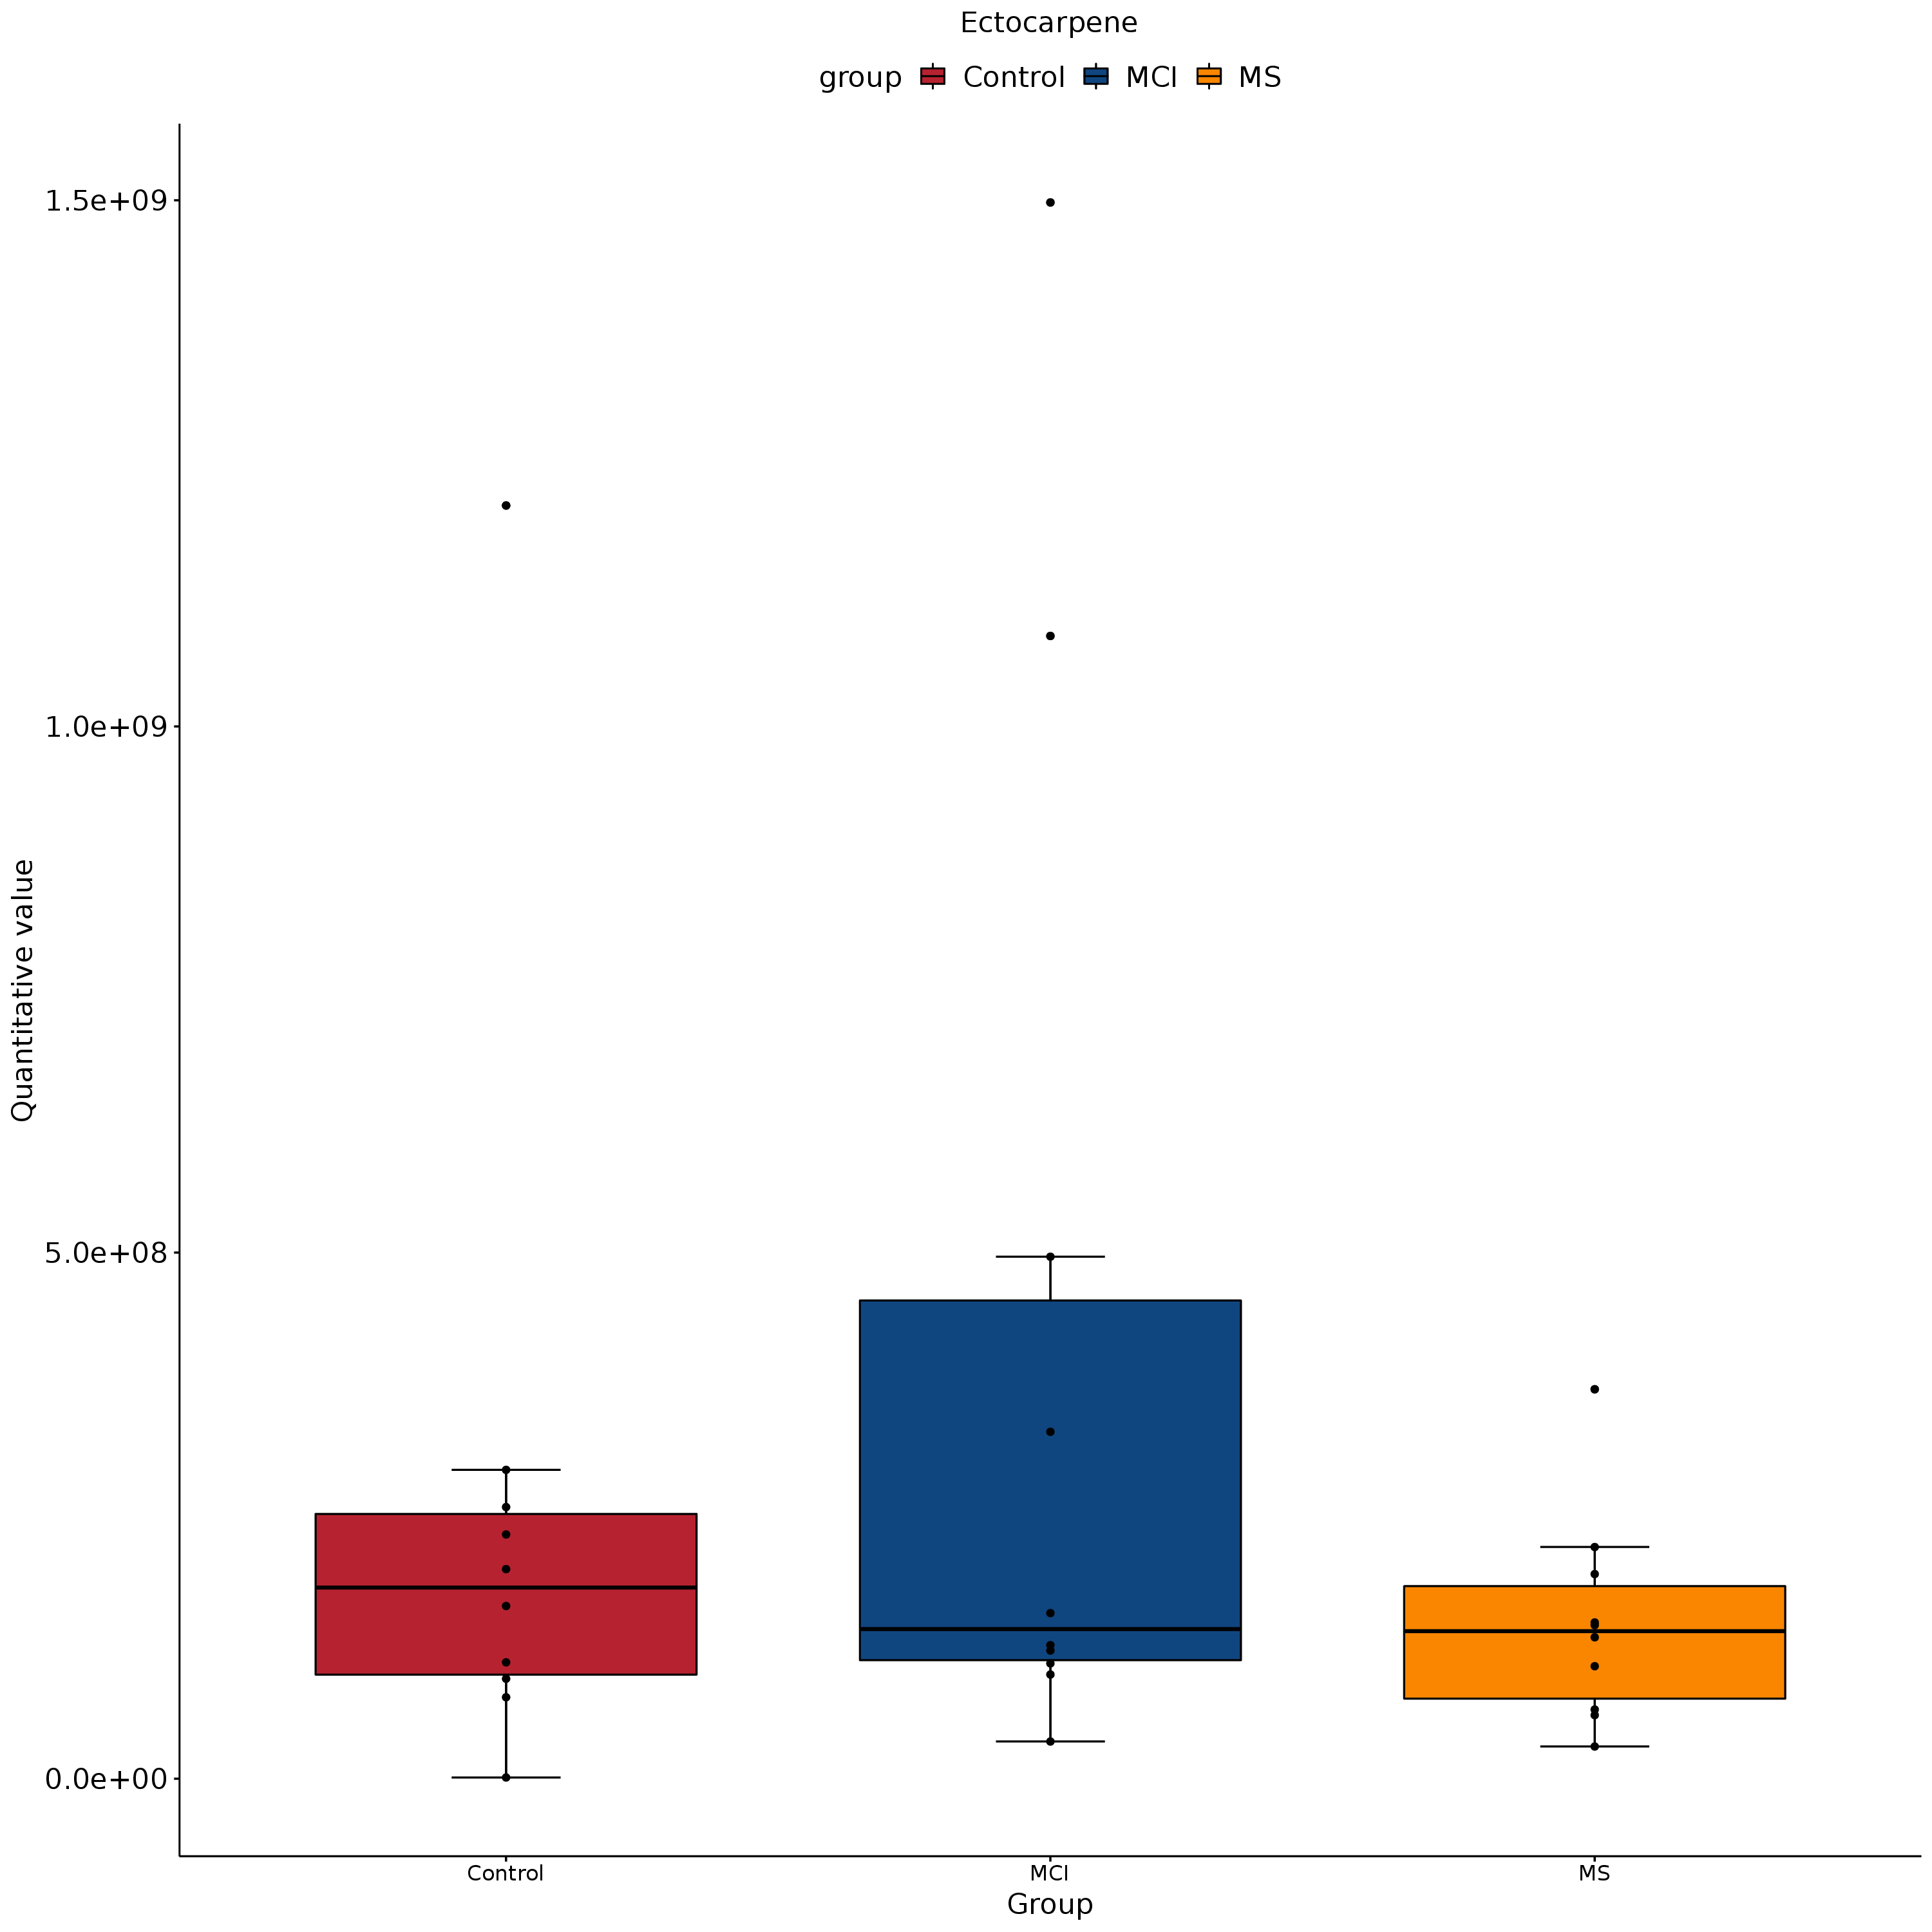 Ectocarpene
group Control MCI MS
Quantitative value
1.5e+09
1.0e+09
5.0e+08
0.0e+00
Control MCI MS
Group